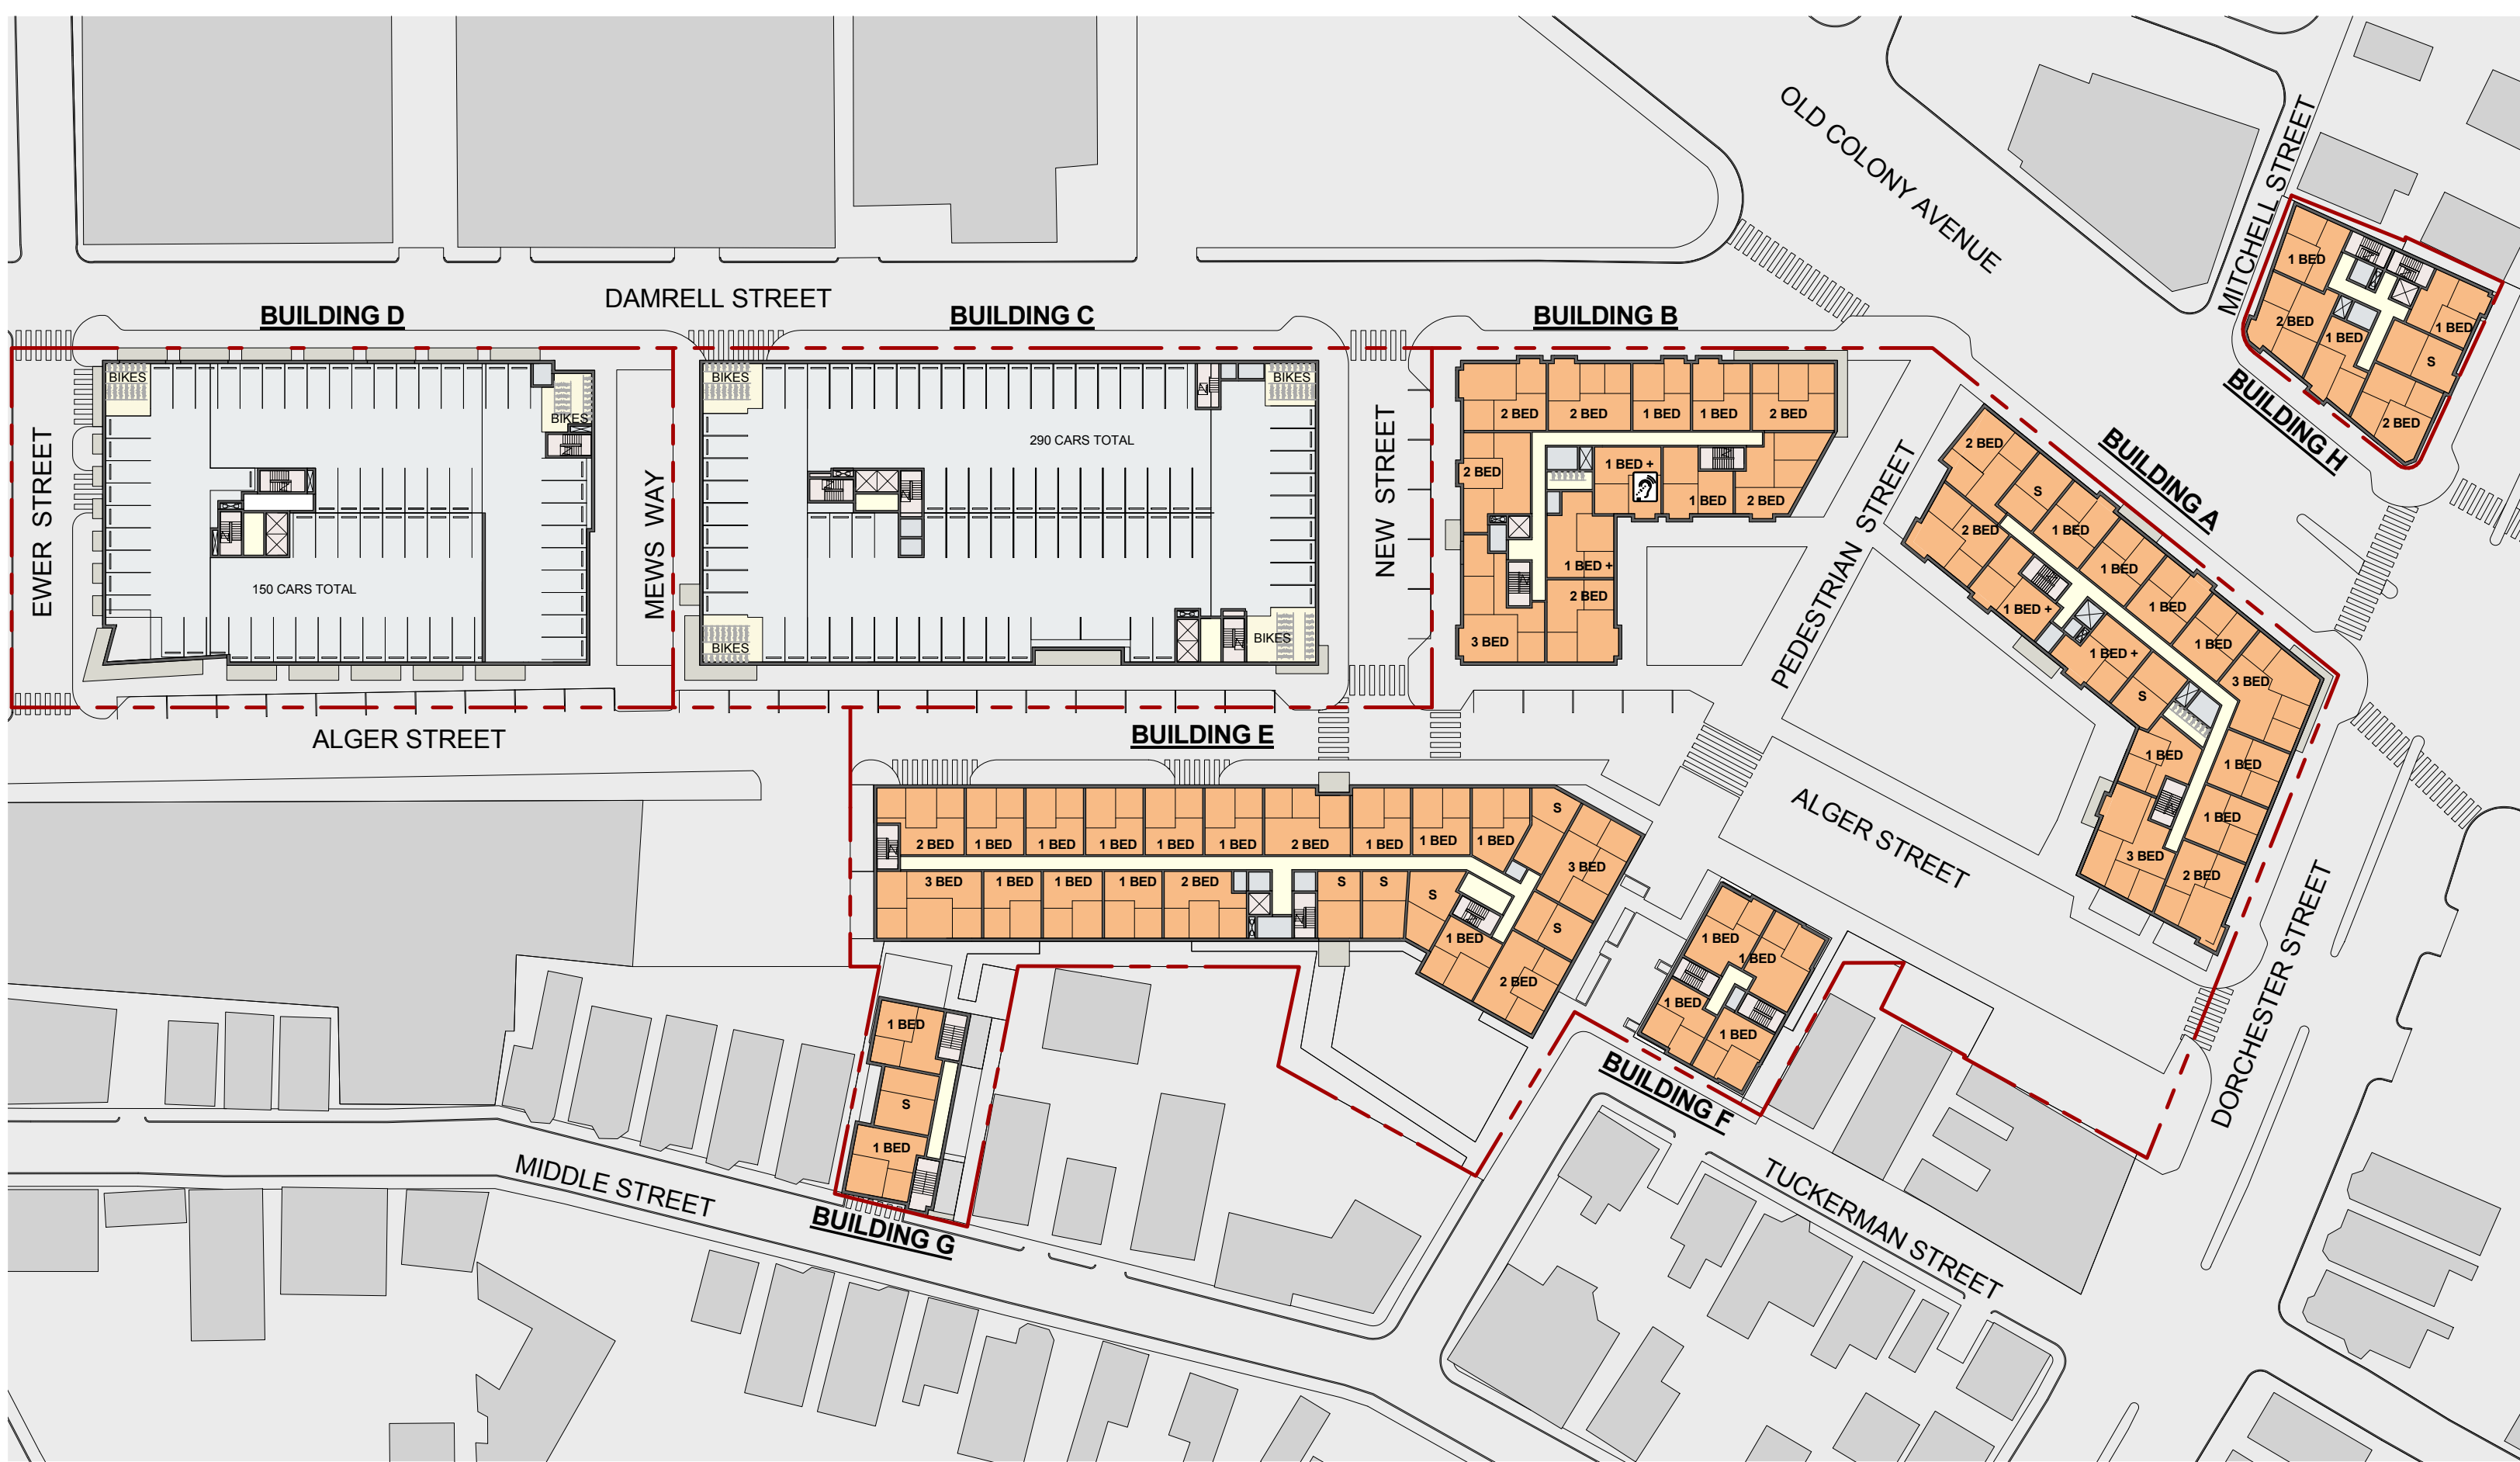 OLD COLONY AVENUE
MITCHELL STREET
DAMRELL STREET
BUILDING D
BUILDING C
BUILDING B
BUILDING H
BUILDING A
1 BED
2 BED
1 BED
1 BED
S
2 BED
BIKES
BIKES
150 CARS TOTAL
EWER STREET
MEWS WAY
BIKES
BIKES
290 CARS TOTAL
BIKES
BIKES
NEW STREET
2 BED
2 BED
1 BED
1 BED
2 BED
2 BED
1 BED +
1 BED
2 BED
1 BED +
2 BED
3 BED
PEDESTRIAN STREET
2 BED
S
1 BED
2 BED
1 BED
1 BED
1 BED +
1 BED
1 BED +
3 BED
S
1 BED
1 BED
1 BED
3 BED
2 BED
ALGER STREET
BUILDING E
ALGER STREET
2 BED
1 BED
1 BED
1 BED
1 BED
1 BED
2 BED
1 BED
1 BED
1 BED
S
3 BED
3 BED
1 BED
1 BED
1 BED
2 BED
S
S
S
S
1 BED
2 BED
1 BED
1 BED
1 BED
1 BED
BUILDING F
1 BED
S
1 BED
BUILDING G
MIDDLE STREET
TUCKERMAN STREET
DORCHESTER STREET